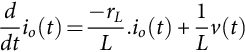 d/dt i_o(t) = -r_L/L . i_o(t) + 1/L v(t)